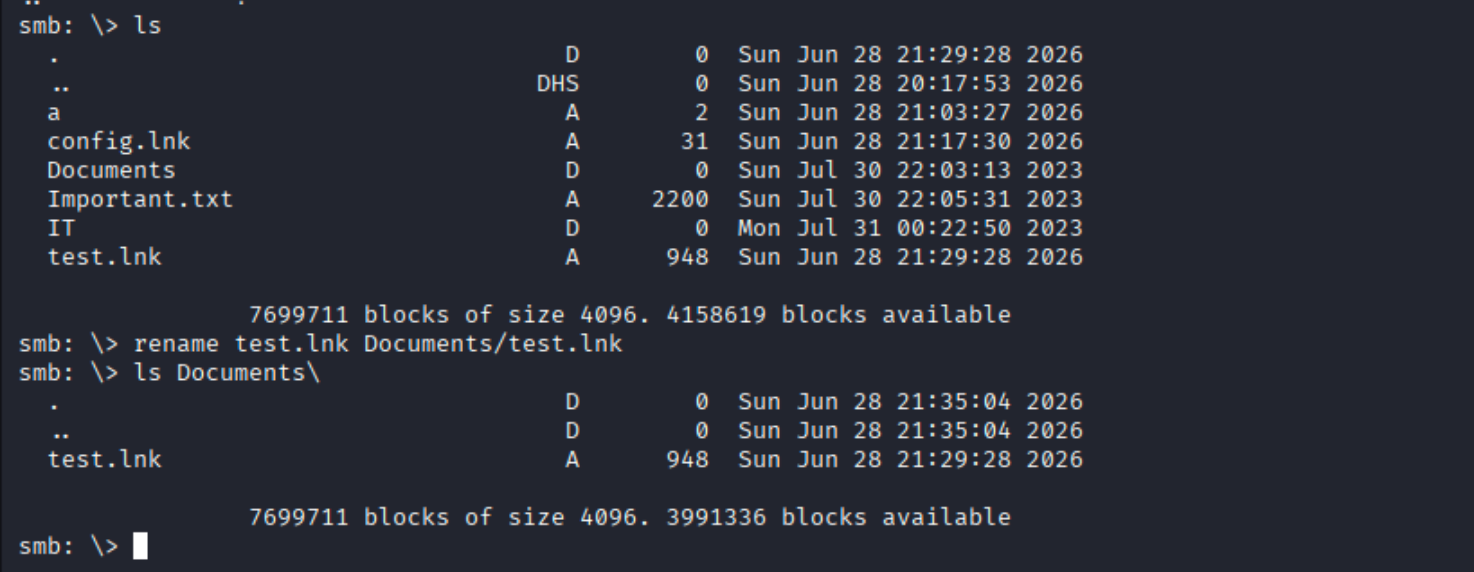 smb: \> ls
  .                                   D        0  Sun Jun 28 21:29:28 2026
  ..                                DHS        0  Sun Jun 28 20:17:53 2026
  a                                   A        2  Sun Jun 28 21:03:27 2026
  config.lnk                          A       31  Sun Jun 28 21:17:30 2026
  Documents                           D        0  Sun Jul 30 22:03:13 2023
  Important.txt                       A     2200  Sun Jul 30 22:05:31 2023
  IT                                  D        0  Mon Jul 31 00:22:50 2023
  test.lnk                            A      948  Sun Jun 28 21:29:28 2026

                7699711 blocks of size 4096. 4158619 blocks available
smb: \> rename test.lnk Documents/test.lnk
smb: \> ls Documents\
  .                                   D        0  Sun Jun 28 21:35:04 2026
  ..                                  D        0  Sun Jun 28 21:35:04 2026
  test.lnk                            A      948  Sun Jun 28 21:29:28 2026

                7699711 blocks of size 4096. 3991336 blocks available
smb: \>